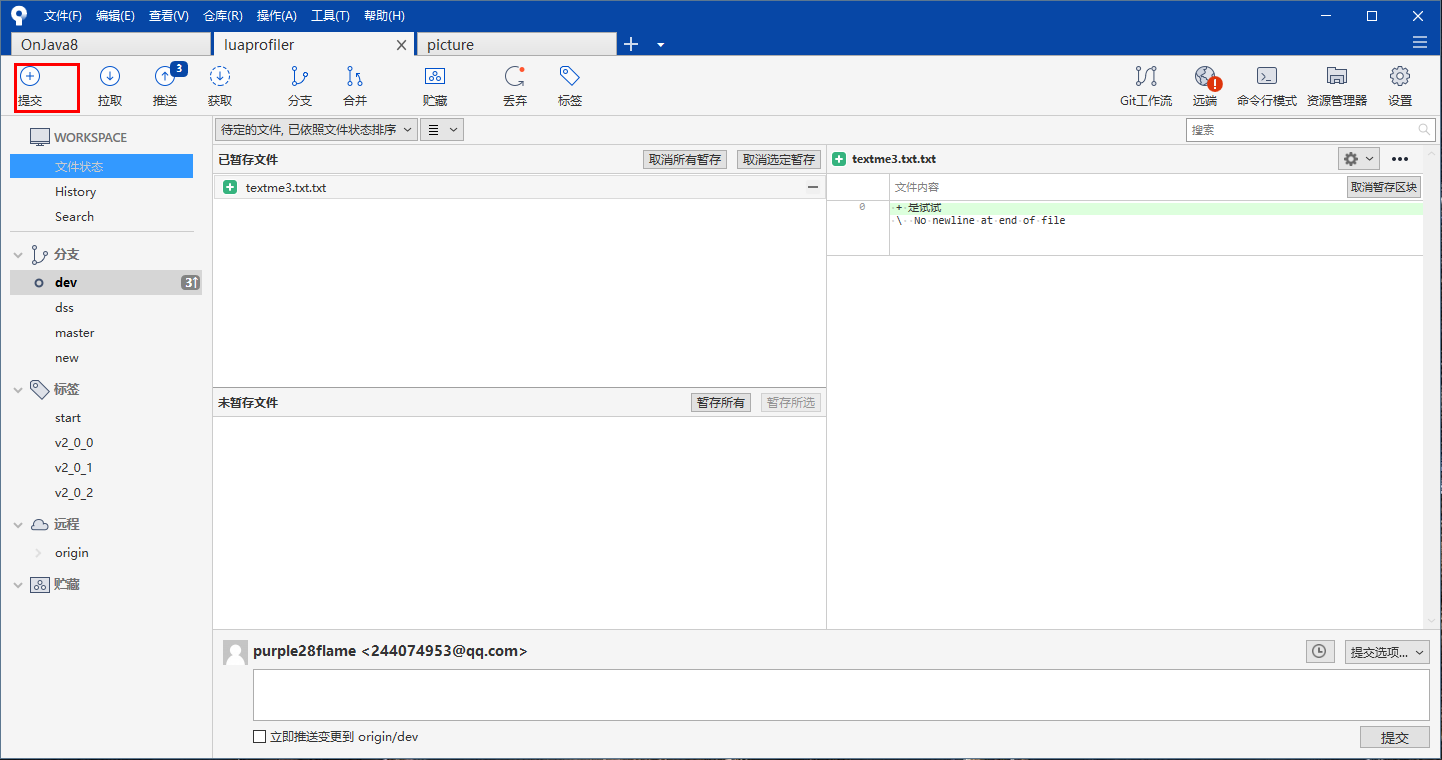 文件(F) 编辑(E) 查看(V) 仓库(R) 操作(A) 工具(T) 帮助(H)
OnJava8 luaprofiler picture
3
提交 拉取 推送 获取 分支 合并 贮藏 丢弃 标签 Git工作流 远端 命令行模式 资源管理器 设置
WORKSPACE
文件状态
History
Search
分支
dev 3↑
dss
master
new
标签
start
v2_0_0
v2_0_1
v2_0_2
远程
origin
贮藏
待定的文件, 已依照文件状态排序
搜索
已暂存文件 取消所有暂存 取消选定暂存
textme3.txt.txt
未暂存文件 暂存所有 暂存所选
textme3.txt.txt
文件内容 取消暂存区块
0 + 是试试
\ No newline at end of file
purple28flame <244074953@qq.com>
提交选项...
立即推送变更到 origin/dev
提交